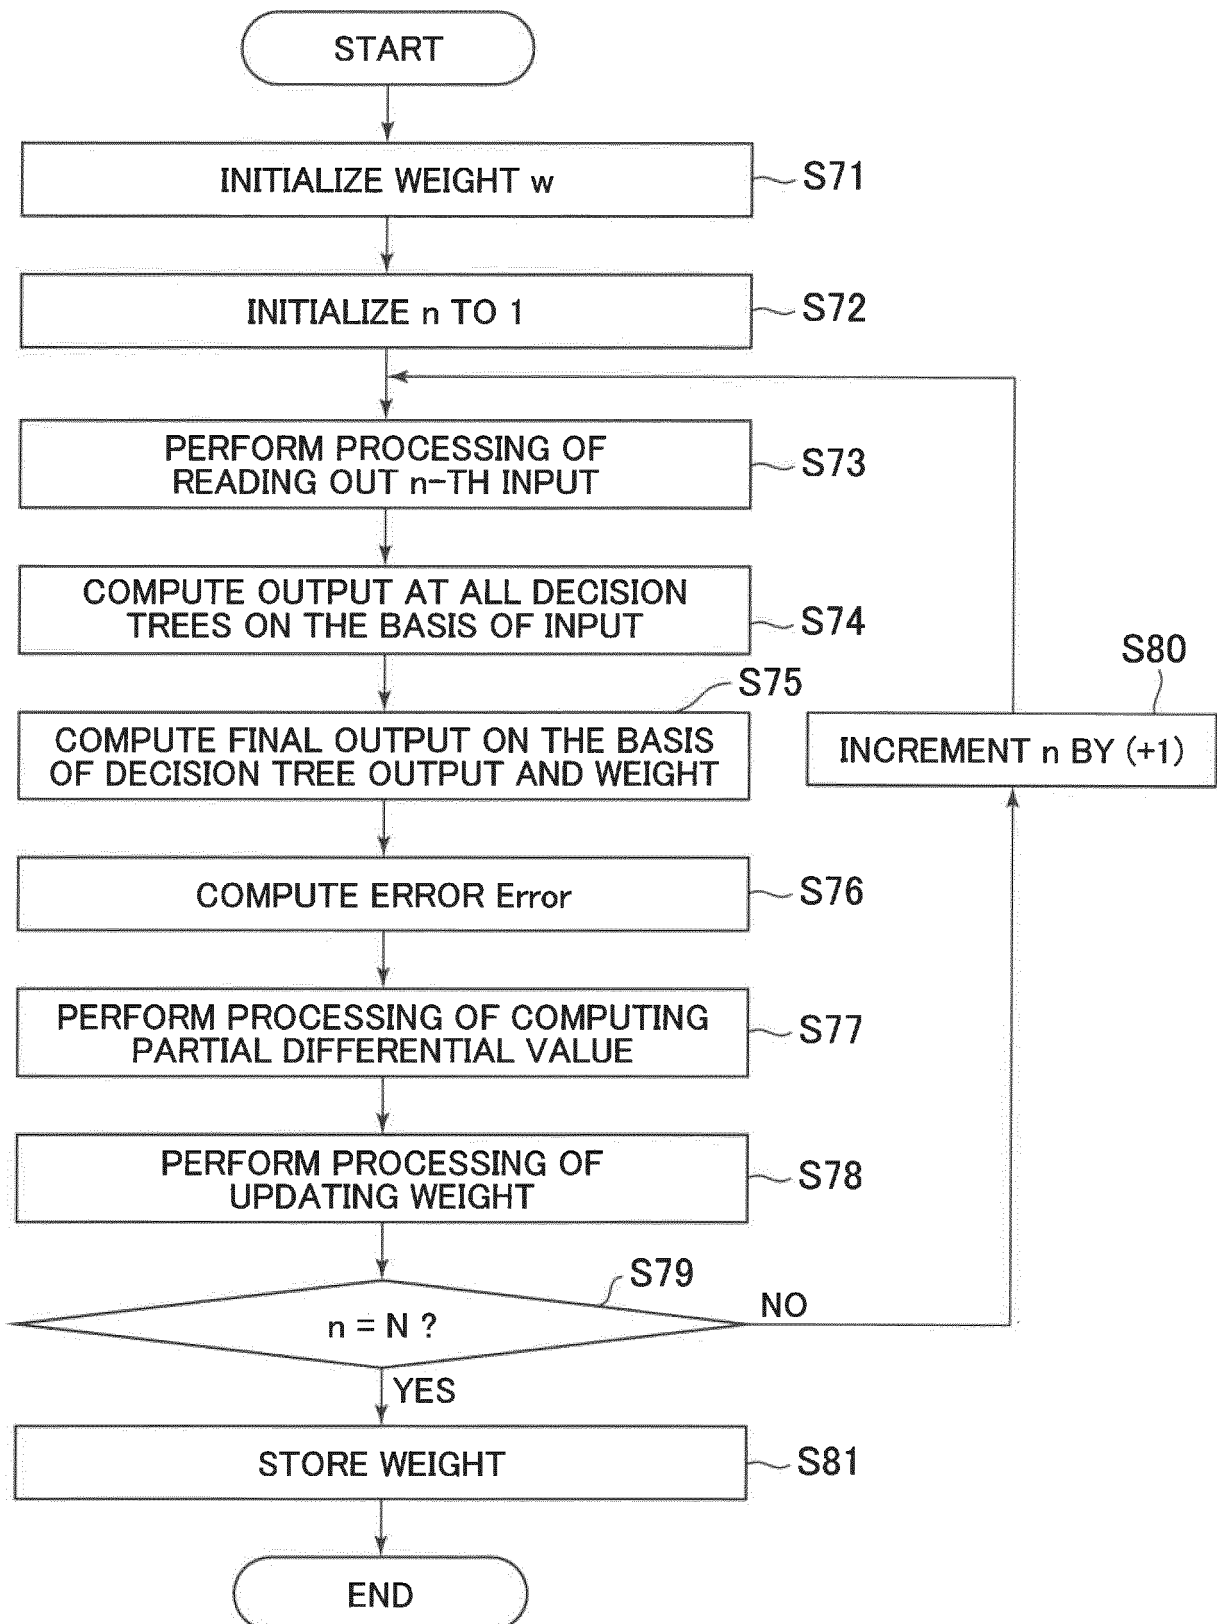 START
INITIALIZE WEIGHT w
S71
INITIALIZE n TO 1
S72
PERFORM PROCESSING OF
READING OUT n-TH INPUT
S73
COMPUTE OUTPUT AT ALL DECISION
TREES ON THE BASIS OF INPUT
S74
S75
COMPUTE FINAL OUTPUT ON THE BASIS
OF DECISION TREE OUTPUT AND WEIGHT
S80
INCREMENT n BY (+1)
COMPUTE ERROR Error
S76
PERFORM PROCESSING OF COMPUTING
PARTIAL DIFFERENTIAL VALUE
S77
PERFORM PROCESSING OF
UPDATING WEIGHT
S78
S79
n = N ?
NO
YES
STORE WEIGHT
S81
END